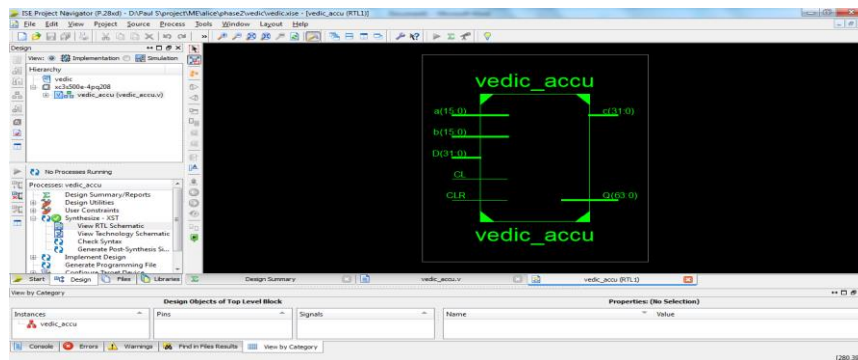 ISE Project Navigator (P.28xd) - D:\Paul S\project\ME\alice\phase2\vedic\vedic.xise - [vedic_accu (RTL1)]
File Edit View Project Source Process Tools Window Layout Help
Design
View: Implementation Simulation
Hierarchy
vedic
xc3s500e-4pq208
vedic_accu (vedic_accu.v)
No Processes Running
Processes: vedic_accu
Design Summary/Reports
Design Utilities
User Constraints
Synthesize - XST
View RTL Schematic
View Technology Schematic
Check Syntax
Generate Post-Synthesis Si...
Implement Design
Generate Programming File
Configure Target Device
Start Design Files Libraries
vedic_accu
a(15:0)
b(15:0)
D(31:0)
CL
CLR
c(31:0)
Q(63:0)
vedic_accu
Design Summary
vedic_accu.v
vedic_accu (RTL1)
View by Category
Design Objects of Top Level Block
Properties: (No Selection)
Instances Pins Signals Name Value
vedic_accu
Console Errors Warnings Find in Files Results View by Category